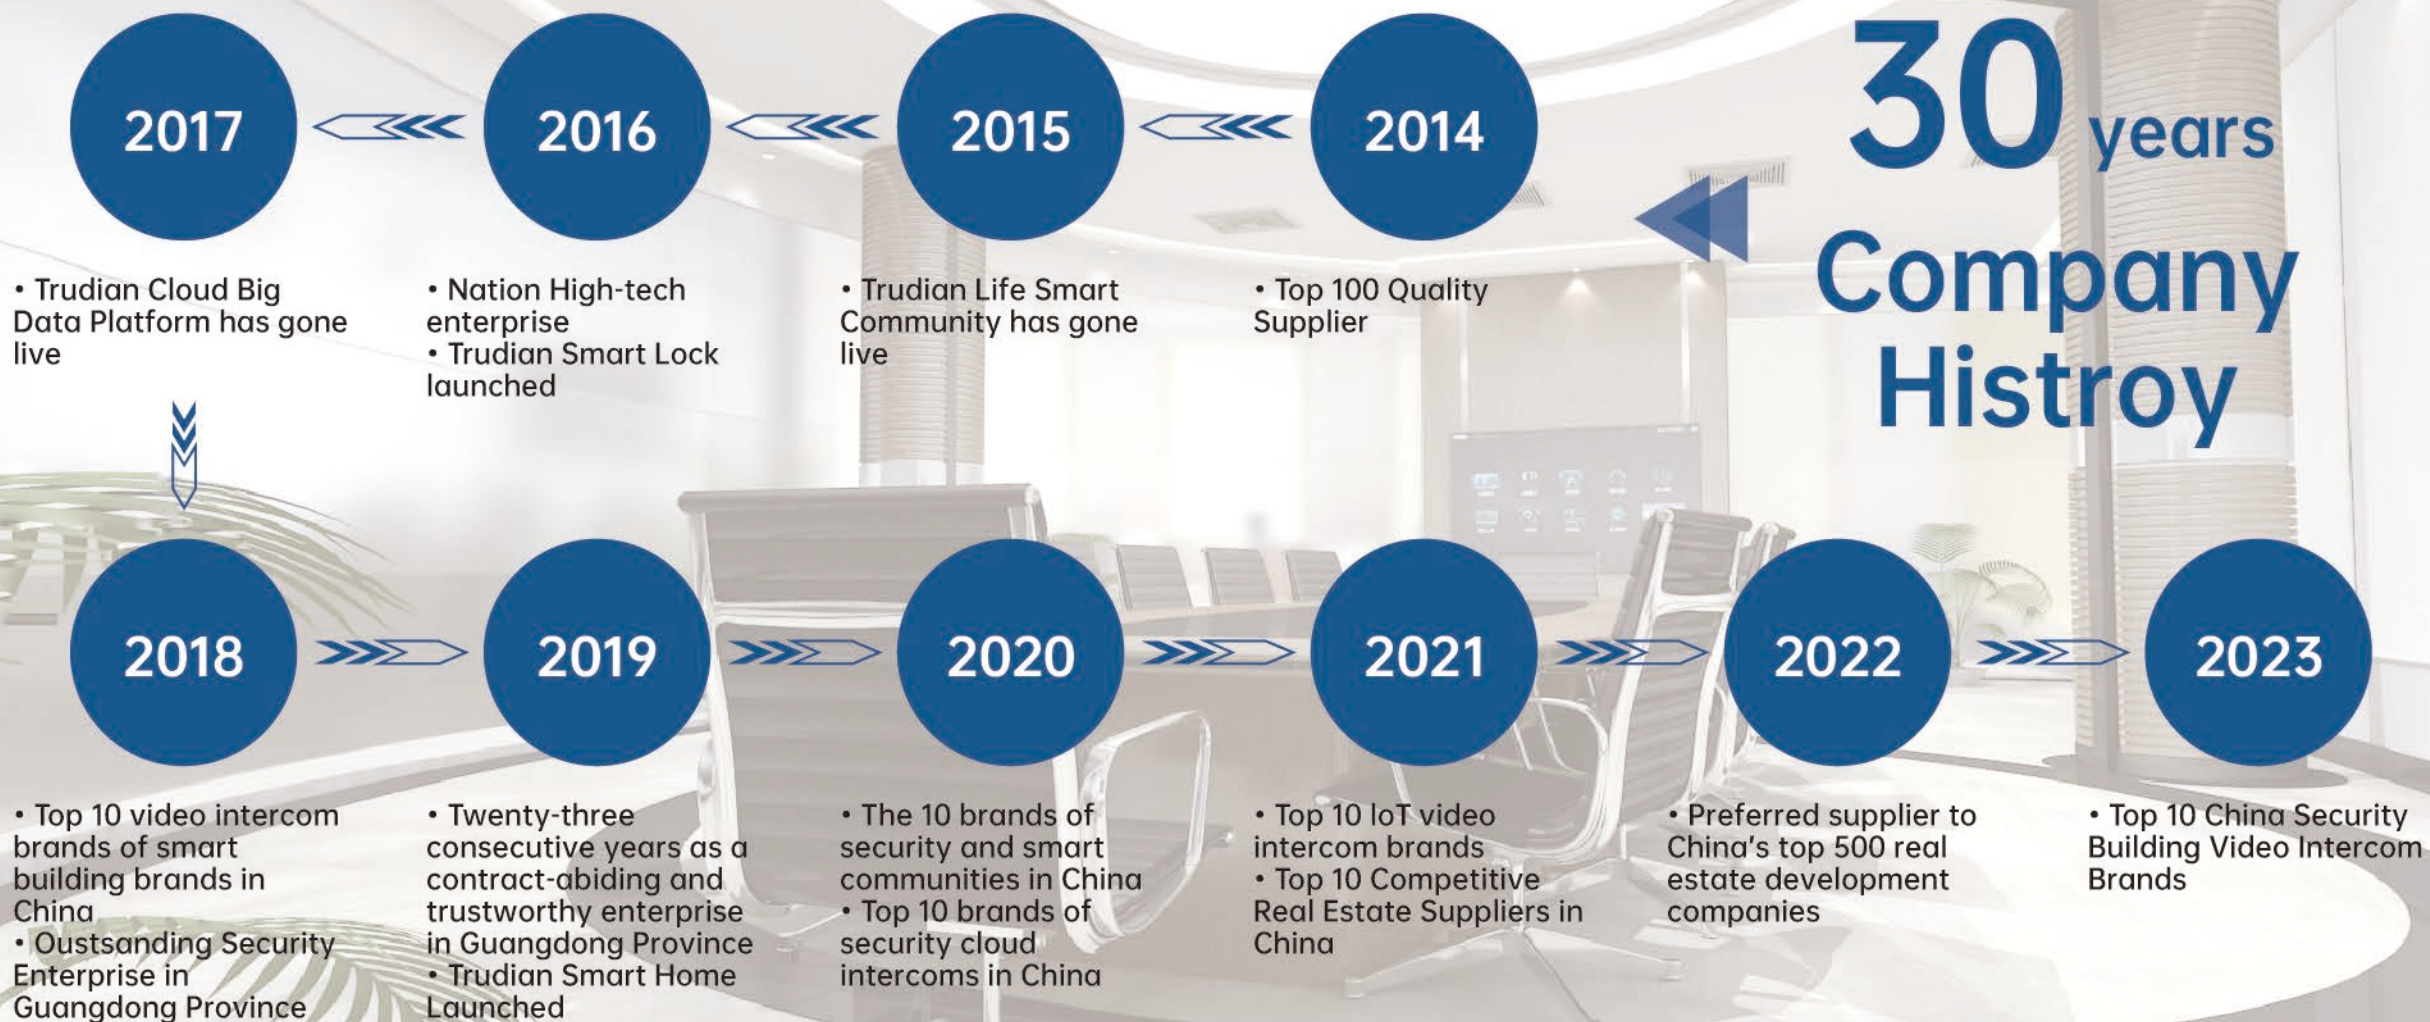 30 years
Company
Histroy
2014
• Top 100 Quality
Supplier
2015
• Trudian Life Smart
Community has gone
live
2016
• Nation High-tech
enterprise
• Trudian Smart Lock
launched
2017
• Trudian Cloud Big
Data Platform has gone
live
2018
• Top 10 video intercom
brands of smart
building brands in
China
• Oustsanding Security
Enterprise in
Guangdong Province
2019
• Twenty-three
consecutive years as a
contract-abiding and
trustworthy enterprise
in Guangdong Province
• Trudian Smart Home
Launched
2020
• The 10 brands of
security and smart
communities in China
• Top 10 brands of
security cloud
intercoms in China
2021
• Top 10 loT video
intercom brands
• Top 10 Competitive
Real Estate Suppliers in
China
2022
• Preferred supplier to
China's top 500 real
estate development
companies
2023
• Top 10 China Security
Building Video Intercom
Brands